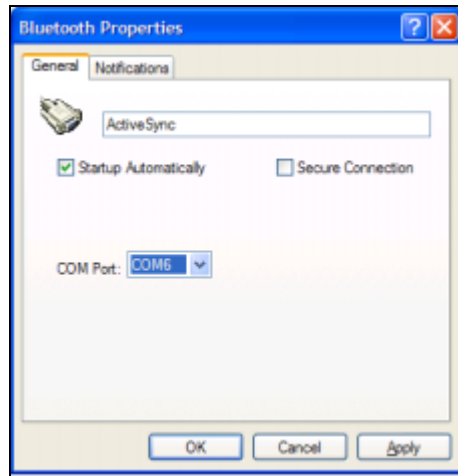 Bluetooth Properties
General Notifications
ActiveSync
Startup Automatically Secure Connection
COM Port: COM6
OK Cancel Apply